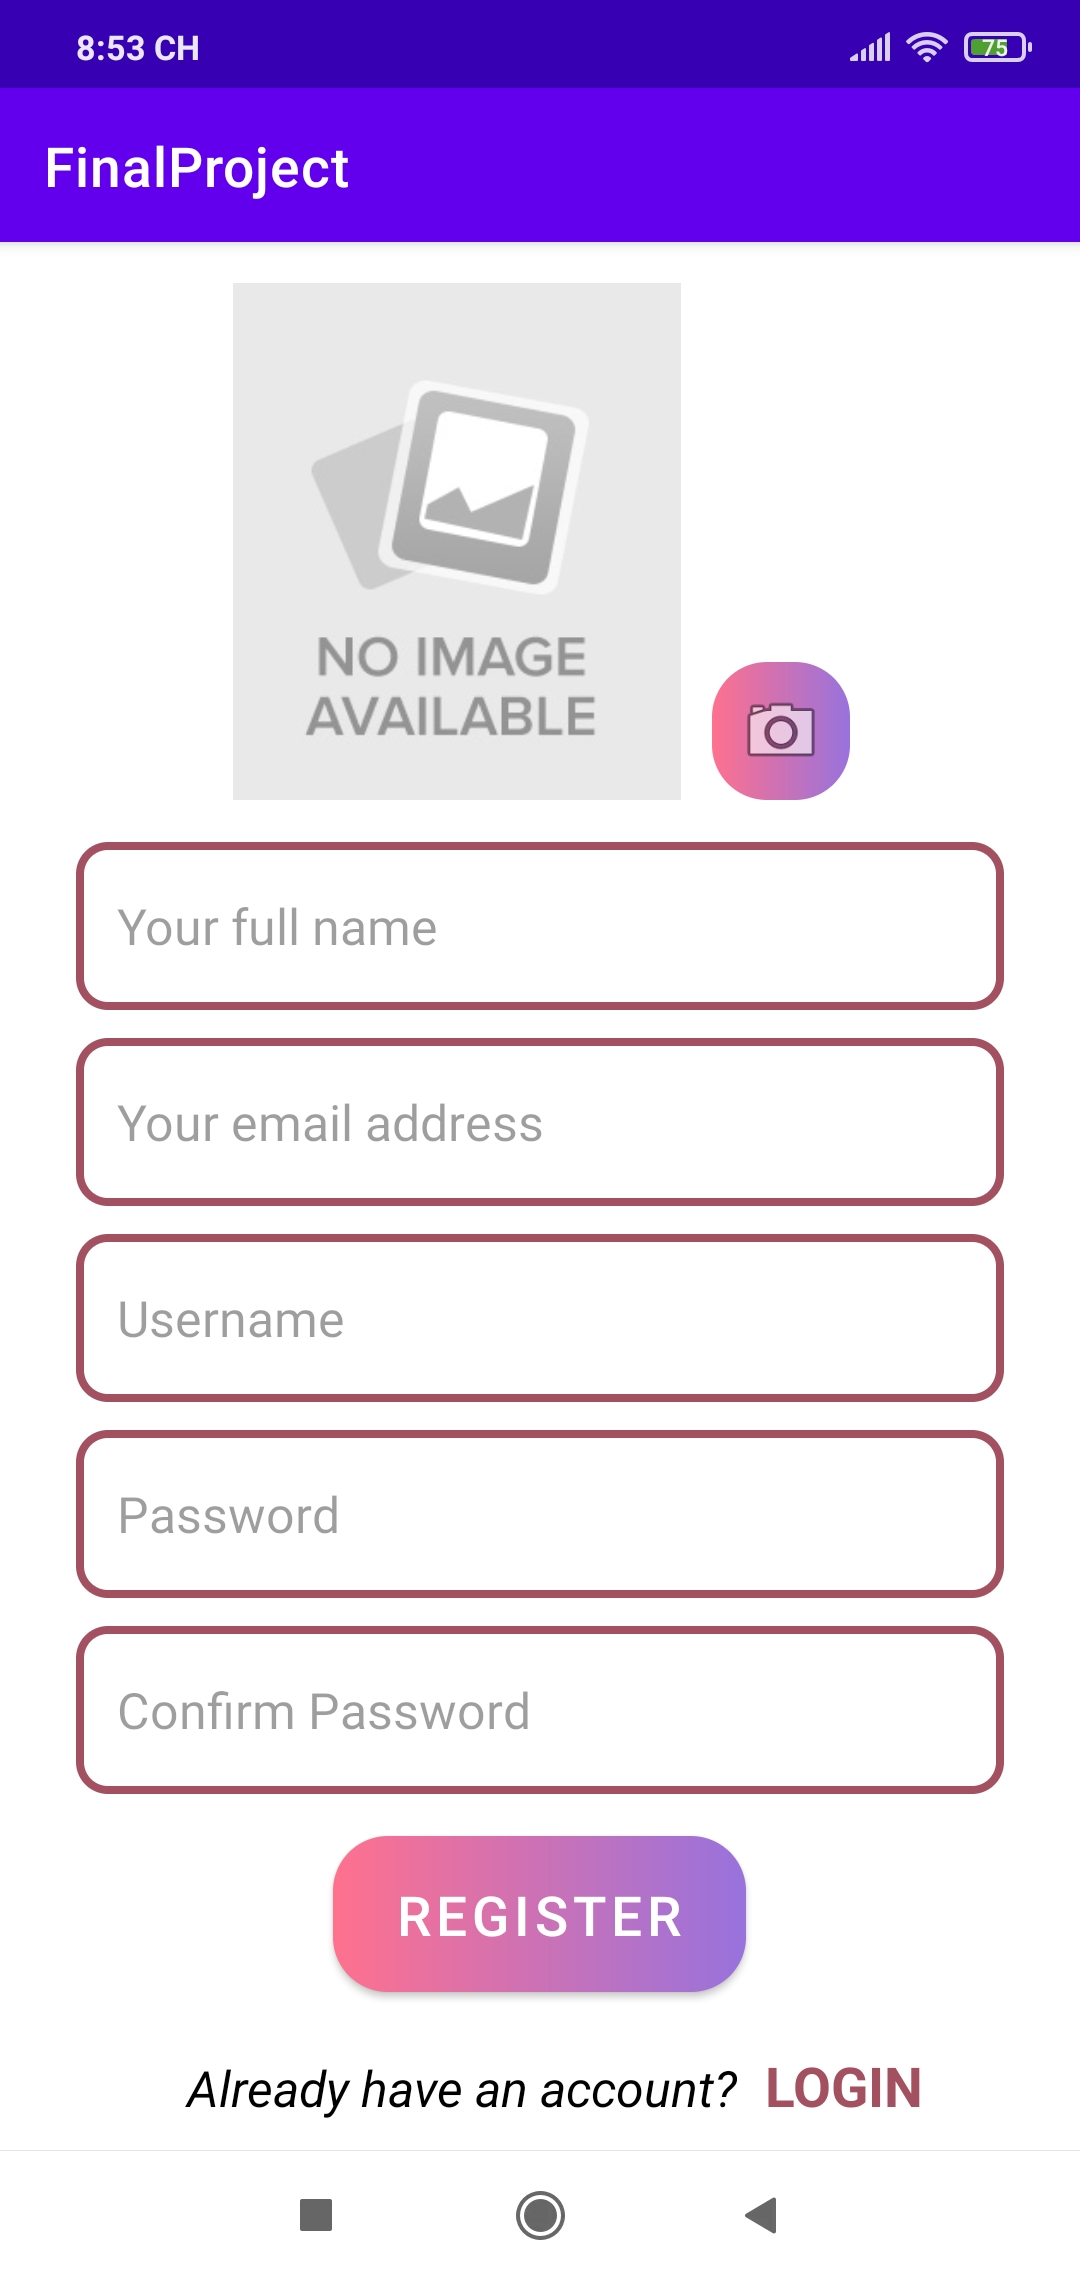 8:53 CH
75
FinalProject
NO IMAGE
AVAILABLE
Your full name
Your email address
Username
Password
Confirm Password
REGISTER
Already have an account? LOGIN